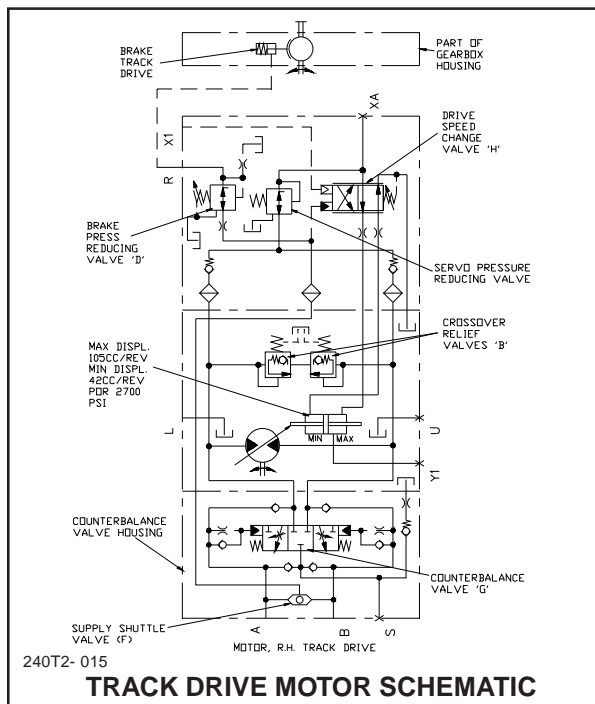 BRAKE
TRACK
DRIVE
PART OF
GEARBOX
HOUSING
XA
DRIVE
SPEED
CHANGE
VALVE 'H'
X1
R
BRAKE
PRESS
REDUCING
VALVE 'D'
SERVO PRESSURE
REDUCING VALVE
CROSSOVER
RELIEF
VALVES 'B'
MAX DISPL.
105CC/REV
MIN DISPL.
42CC/REV
POR 2700
PSI
L
MIN
MAX
U
Y1
COUNTERBALANCE
VALVE HOUSING
COUNTERBALANCE
VALVE 'G'
A
B
S
SUPPLY SHUTTLE
VALVE (F)
MOTOR, R.H. TRACK DRIVE
240T2- 015
TRACK DRIVE MOTOR SCHEMATIC